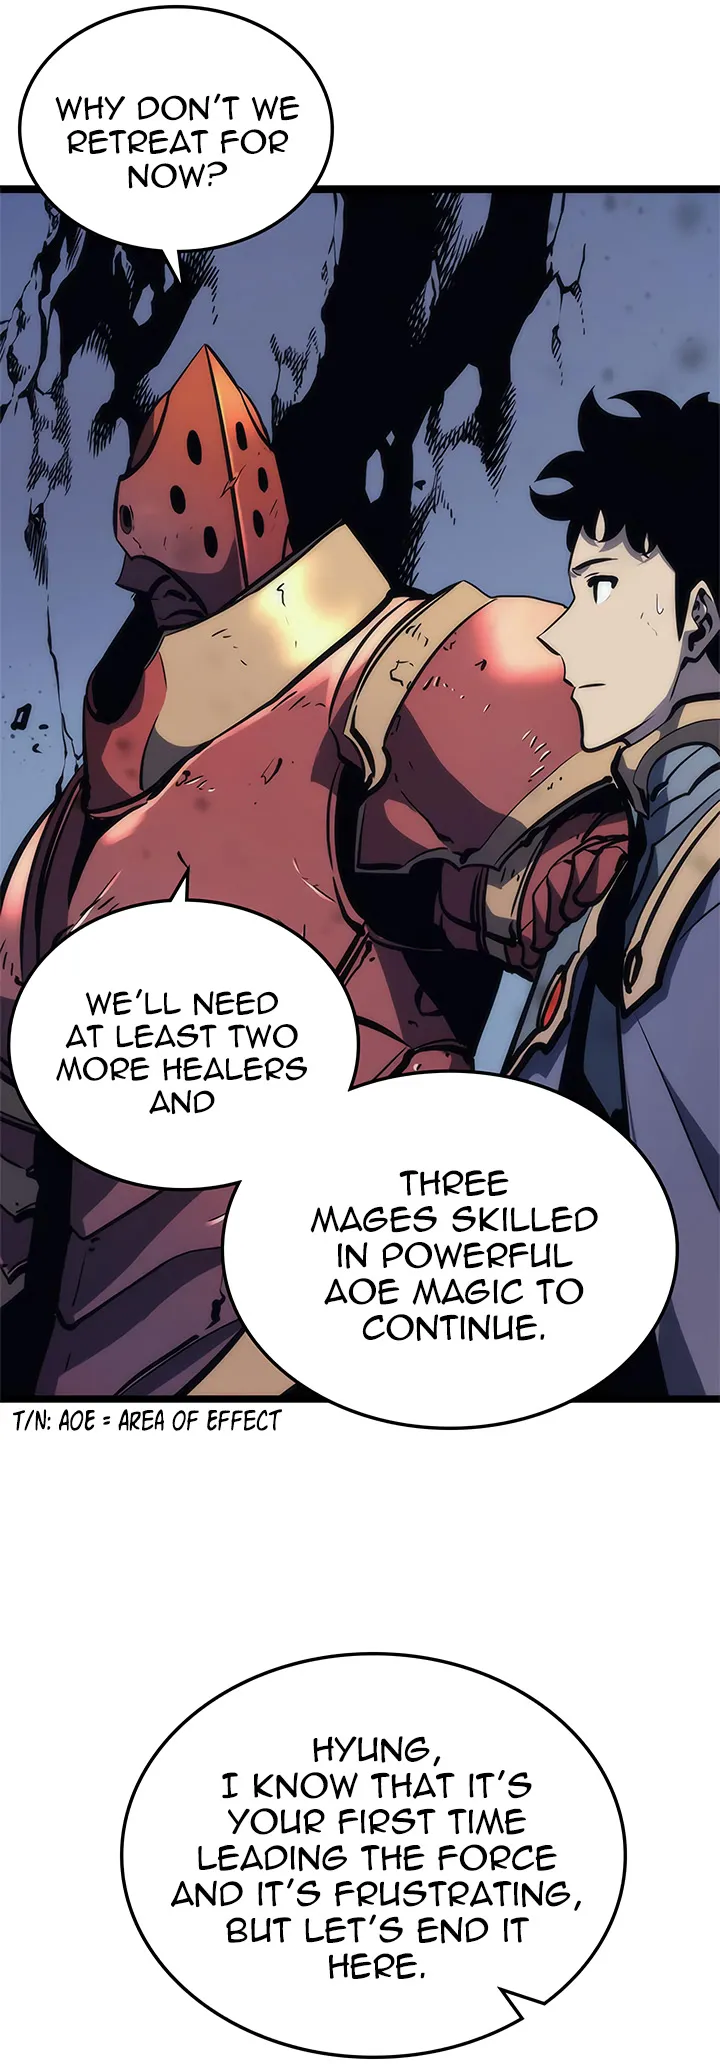 WHY DON'T WE
RETREAT FOR
NOW?
WE'LL NEED
AT LEAST TWO
MORE HEALERS
AND
THREE
MAGES SKILLED
IN POWERFUL
AOE MAGIC TO
CONTINUE.
T/N: AOE = AREA OF EFFECT
HYUNG,
I KNOW THAT IT'S
YOUR FIRST TIME
LEADING THE FORCE
AND IT'S FRUSTRATING,
BUT LET'S END IT
HERE.